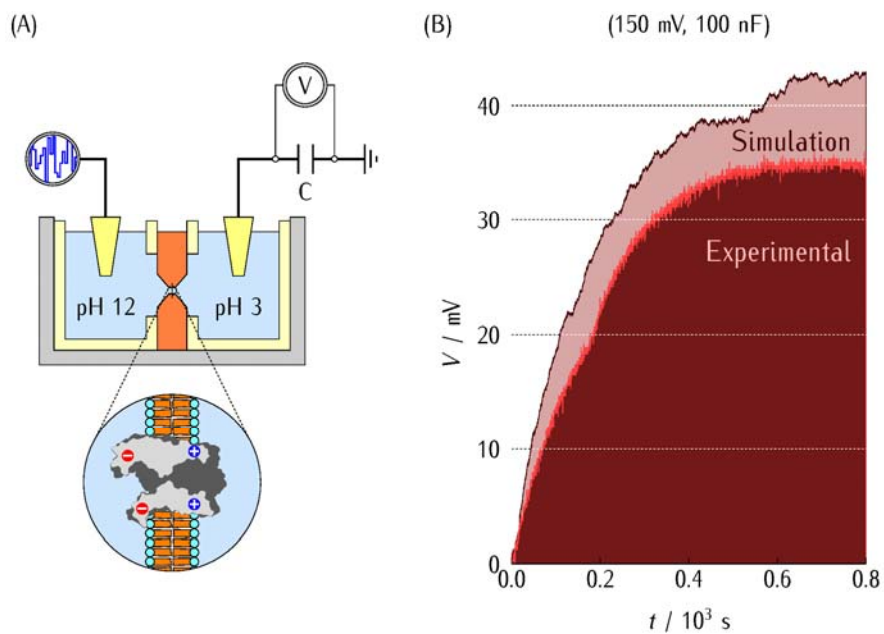 (A)
V
C
pH 12
pH 3
− +
− +
(B)
(150 mV, 100 nF)
V / mV
40
30
20
10
0
Simulation
Experimental
0.0 0.2 0.4 0.6 0.8
t / 10³ s